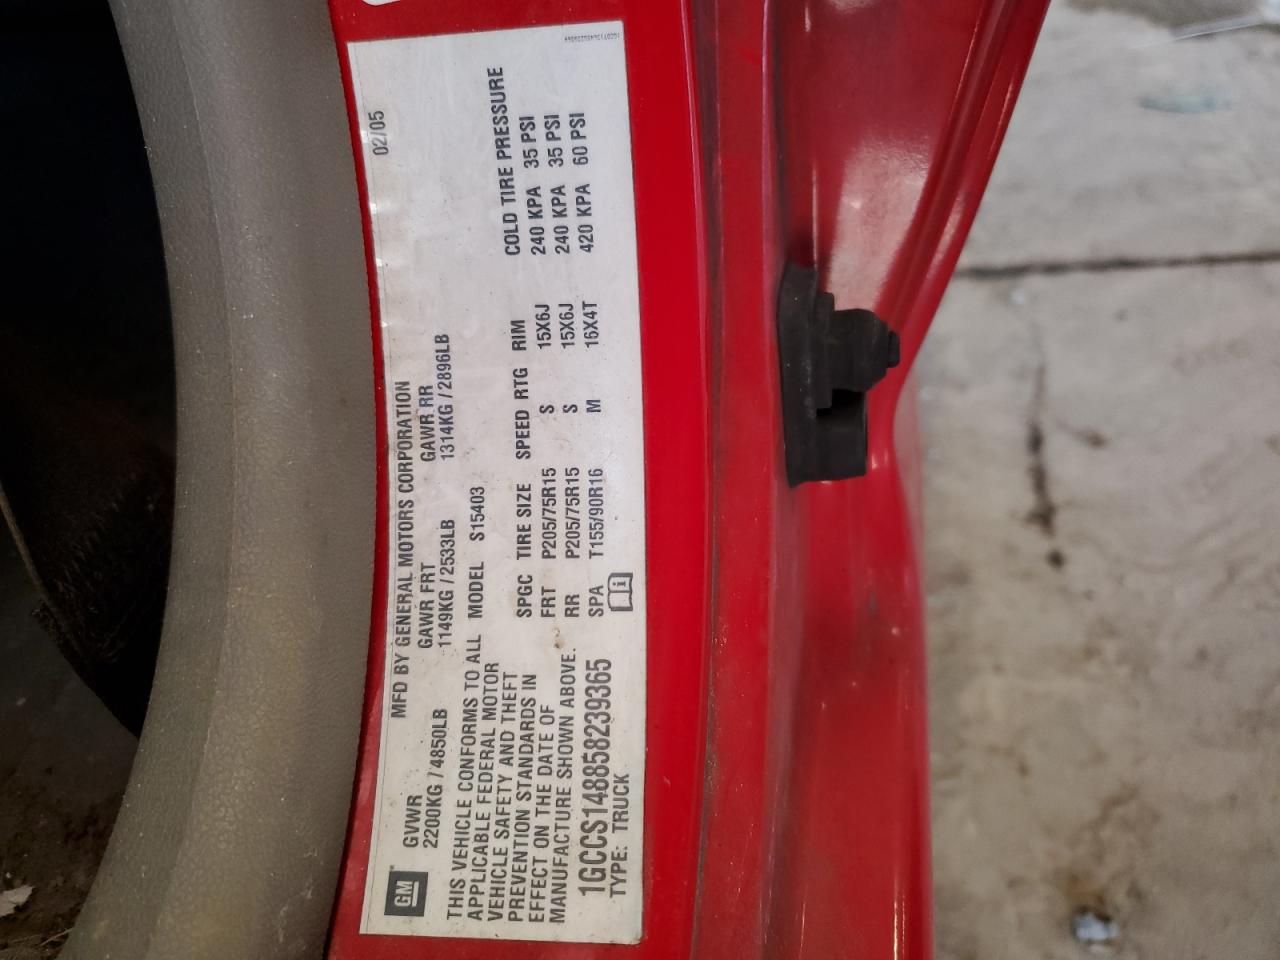 02/05
MFD BY GENERAL MOTORS CORPORATION
GVWR GAWR FRT GAWR RR
2200KG / 4850LB 1149KG / 2533LB 1314KG / 2896LB
THIS VEHICLE CONFORMS TO ALL MODEL S15403
APPLICABLE FEDERAL MOTOR
VEHICLE SAFETY AND THEFT
PREVENTION STANDARDS IN
EFFECT ON THE DATE OF
MANUFACTURE SHOWN ABOVE.
SPGC TIRE SIZE SPEED RTG RIM COLD TIRE PRESSURE
FRT P205/75R15 S 15X6J 240 KPA 35 PSI
RR P205/75R15 S 15X6J 240 KPA 35 PSI
SPA T155/90R16 M 16X4T 420 KPA 60 PSI
1GCCS148858239365
TYPE: TRUCK
GM